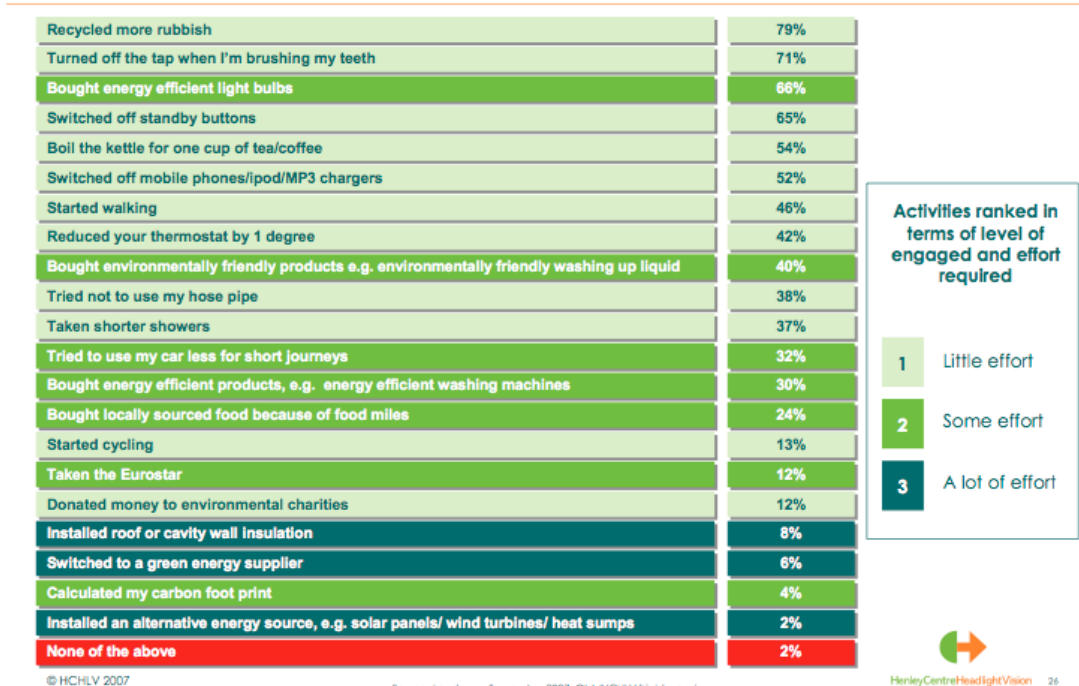 Recycled more rubbish 79%
Turned off the tap when I'm brushing my teeth 71%
Bought energy efficient light bulbs 66%
Switched off standby buttons 65%
Boil the kettle for one cup of tea/coffee 54%
Switched off mobile phones/ipod/MP3 chargers 52%
Started walking 46%
Reduced your thermostat by 1 degree 42%
Bought environmentally friendly products e.g. environmentally friendly washing up liquid 40%
Tried not to use my hose pipe 38%
Taken shorter showers 37%
Tried to use my car less for short journeys 32%
Bought energy efficient products, e.g. energy efficient washing machines 30%
Bought locally sourced food because of food miles 24%
Started cycling 13%
Taken the Eurostar 12%
Donated money to environmental charities 12%
Installed roof or cavity wall insulation 8%
Switched to a green energy supplier 6%
Calculated my carbon foot print 4%
Installed an alternative energy source, e.g. solar panels/ wind turbines/ heat sumps 2%
None of the above 2%
Activities ranked in
terms of level of
engaged and effort
required
1 Little effort
2 Some effort
3 A lot of effort
© HCHLV 2007
HenleyCentreHeadlightVision 26